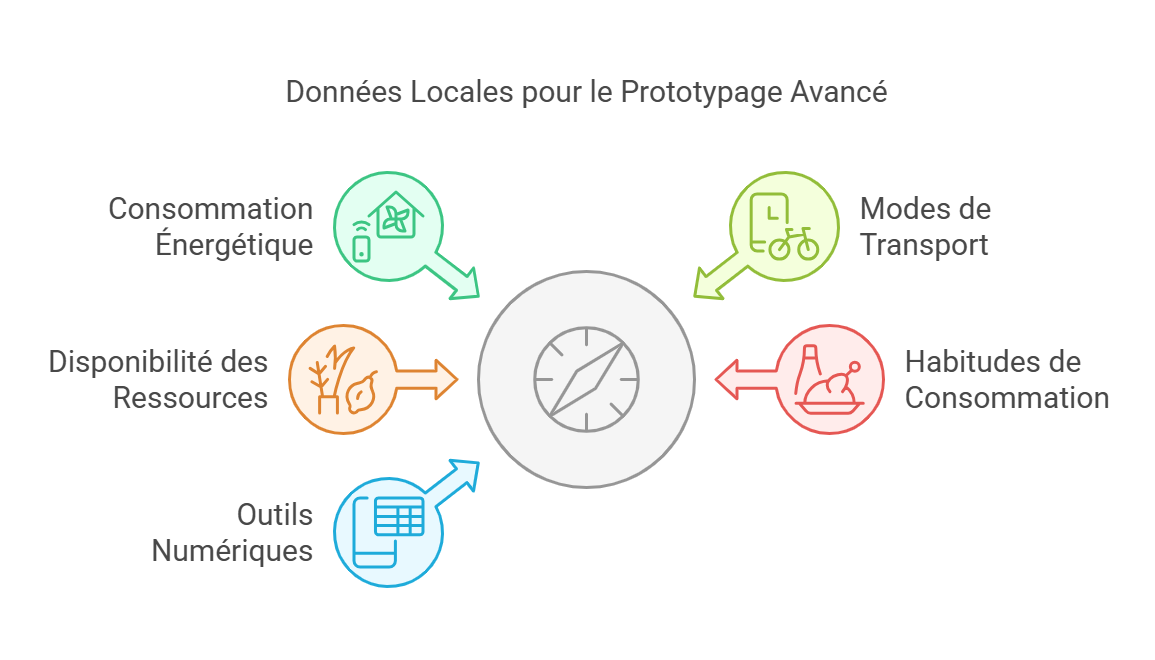 Données Locales pour le Prototypage Avancé
Consommation
Énergétique
Modes de
Transport
Disponibilité des
Ressources
Habitudes de
Consommation
Outils
Numériques